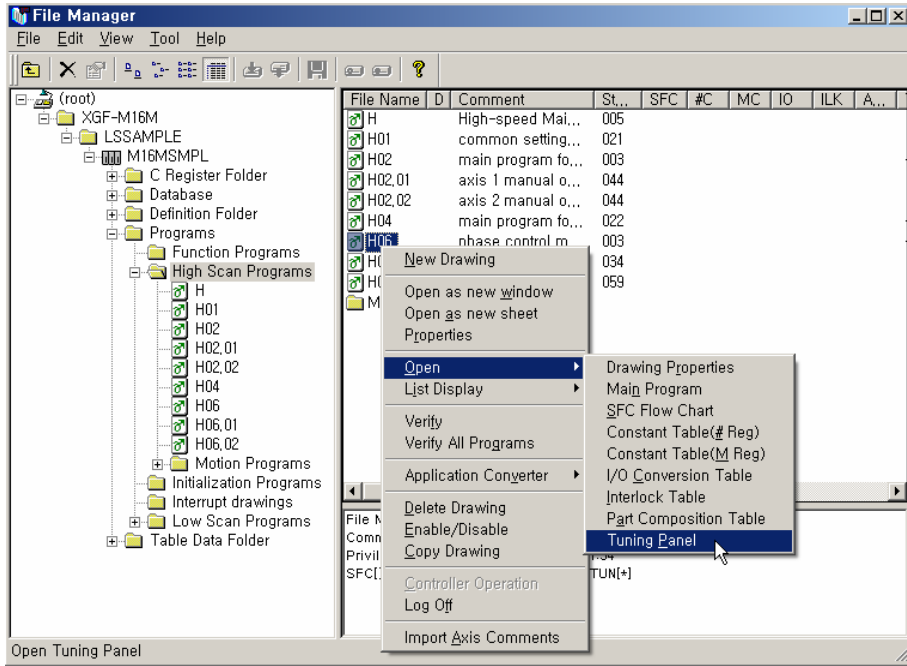 File Manager
File Edit View Tool Help
(root)
XGF-M16M
LSSAMPLE
M16MSMPL
C Register Folder
Database
Definition Folder
Programs
Function Programs
High Scan Programs
H
H01
H02
H02,01
H02,02
H04
H06
H06,01
H06,02
Motion Programs
Initialization Programs
Interrupt drawings
Low Scan Programs
Table Data Folder
File Name D Comment St... SFC #C MC IO ILK A...
H High-speed Mai... 005
H01 common setting... 021
H02 main program fo... 003
H02,01 axis 1 manual o... 044
H02,02 axis 2 manual o... 044
H04 main program fo... 022
H06 phase control m... 003
034
059
New Drawing
Open as new window
Open as new sheet
Properties
Open
List Display
Verify
Verify All Programs
Application Converter
Delete Drawing
Enable/Disable
Copy Drawing
Controller Operation
Log Off
Import Axis Comments
Drawing Properties
Main Program
SFC Flow Chart
Constant Table(# Reg)
Constant Table(M Reg)
I/O Conversion Table
Interlock Table
Part Composition Table
Tuning Panel
TUN[*]
Open Tuning Panel